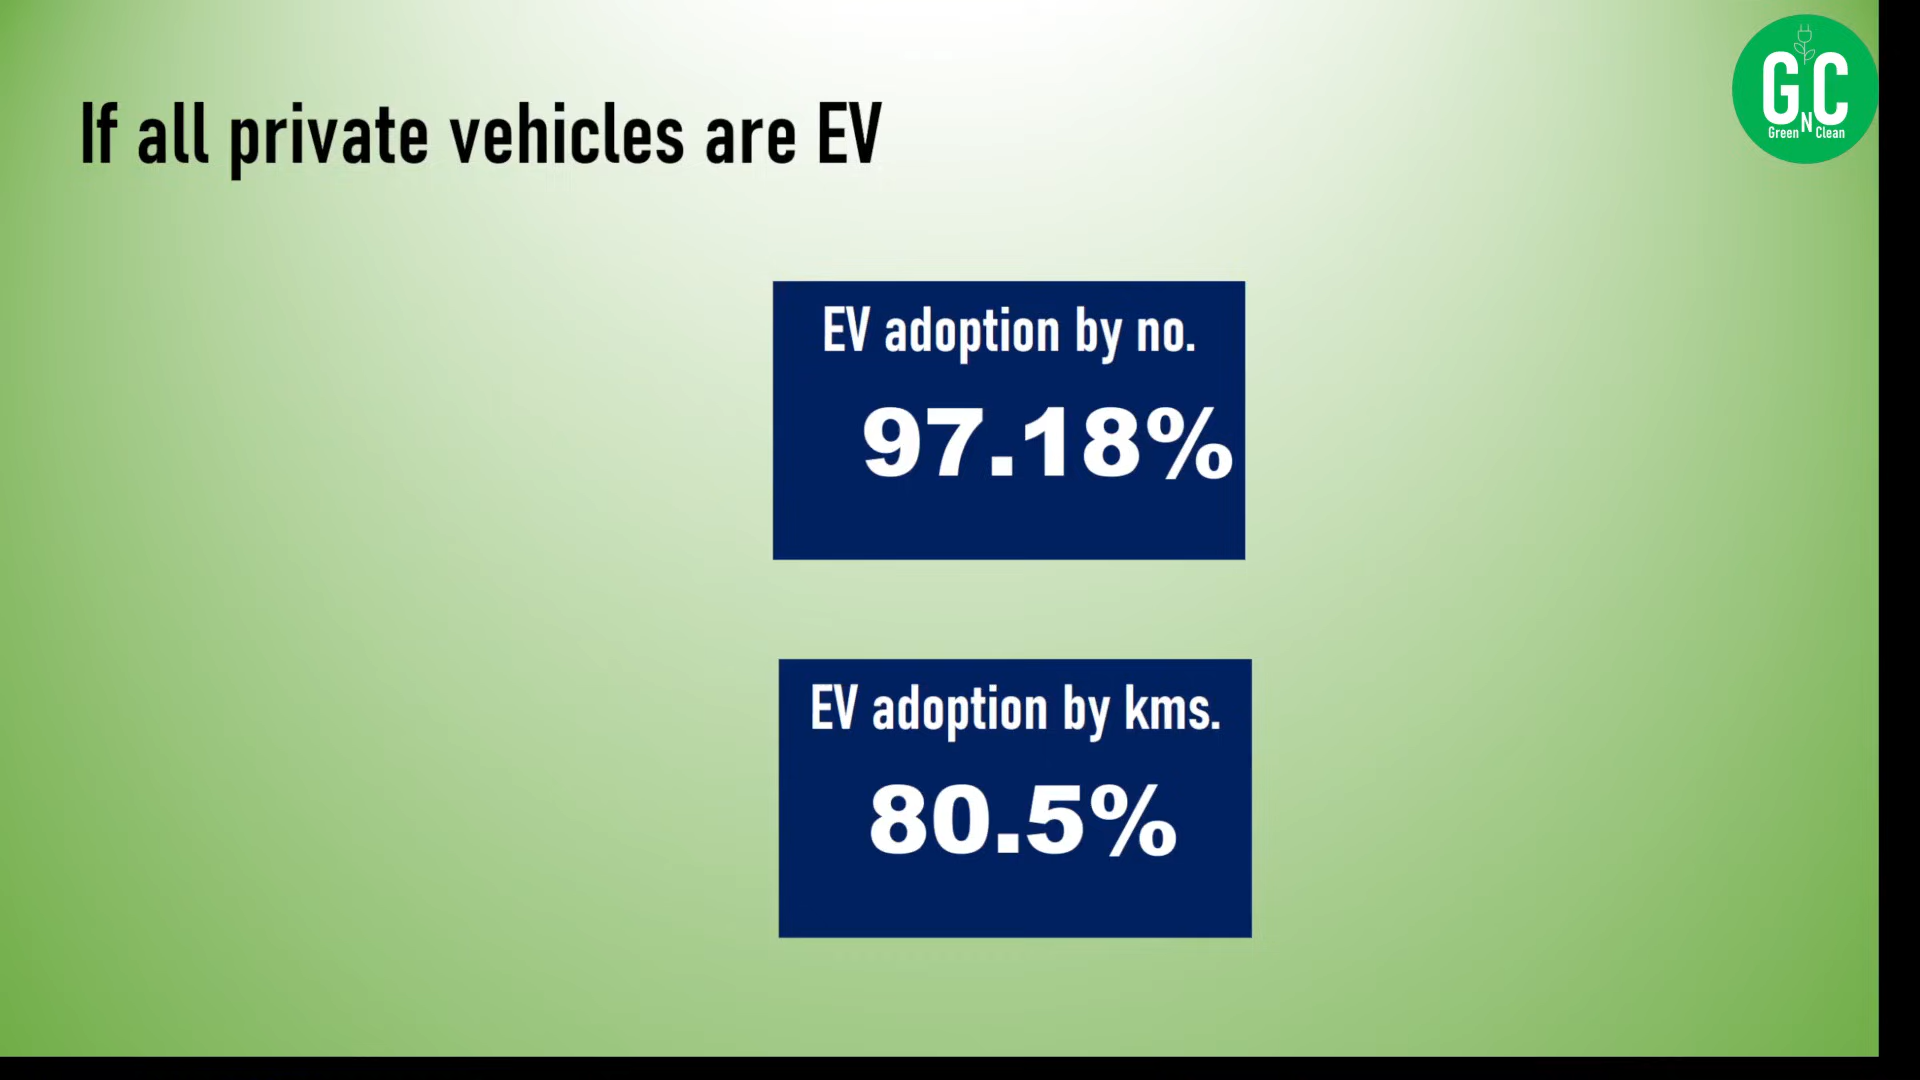 If all private vehicles are EV
GNC
Green Clean
EV adoption by no.
97.18%
EV adoption by kms.
80.5%